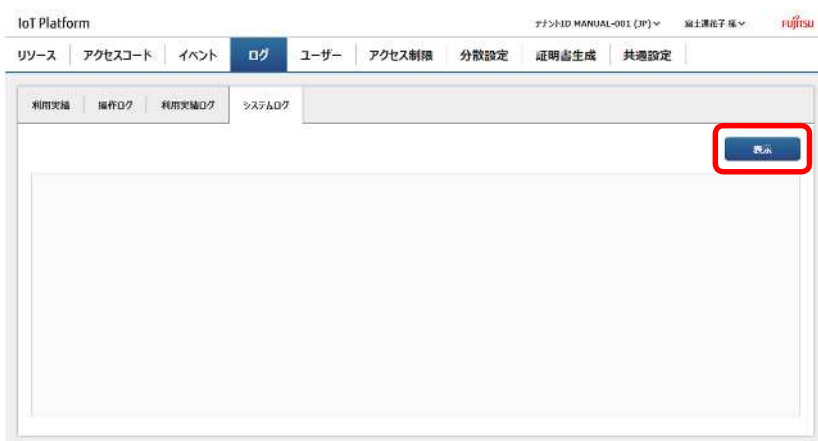 IoT Platform テナントID MANUAL-001 (JP) 富士通花子 様 FUJITSU
リソース アクセスコード イベント ログ ユーザー アクセス制限 分散設定 証明書生成 共通設定
利用実績 操作ログ 利用実績ログ システムログ
表示